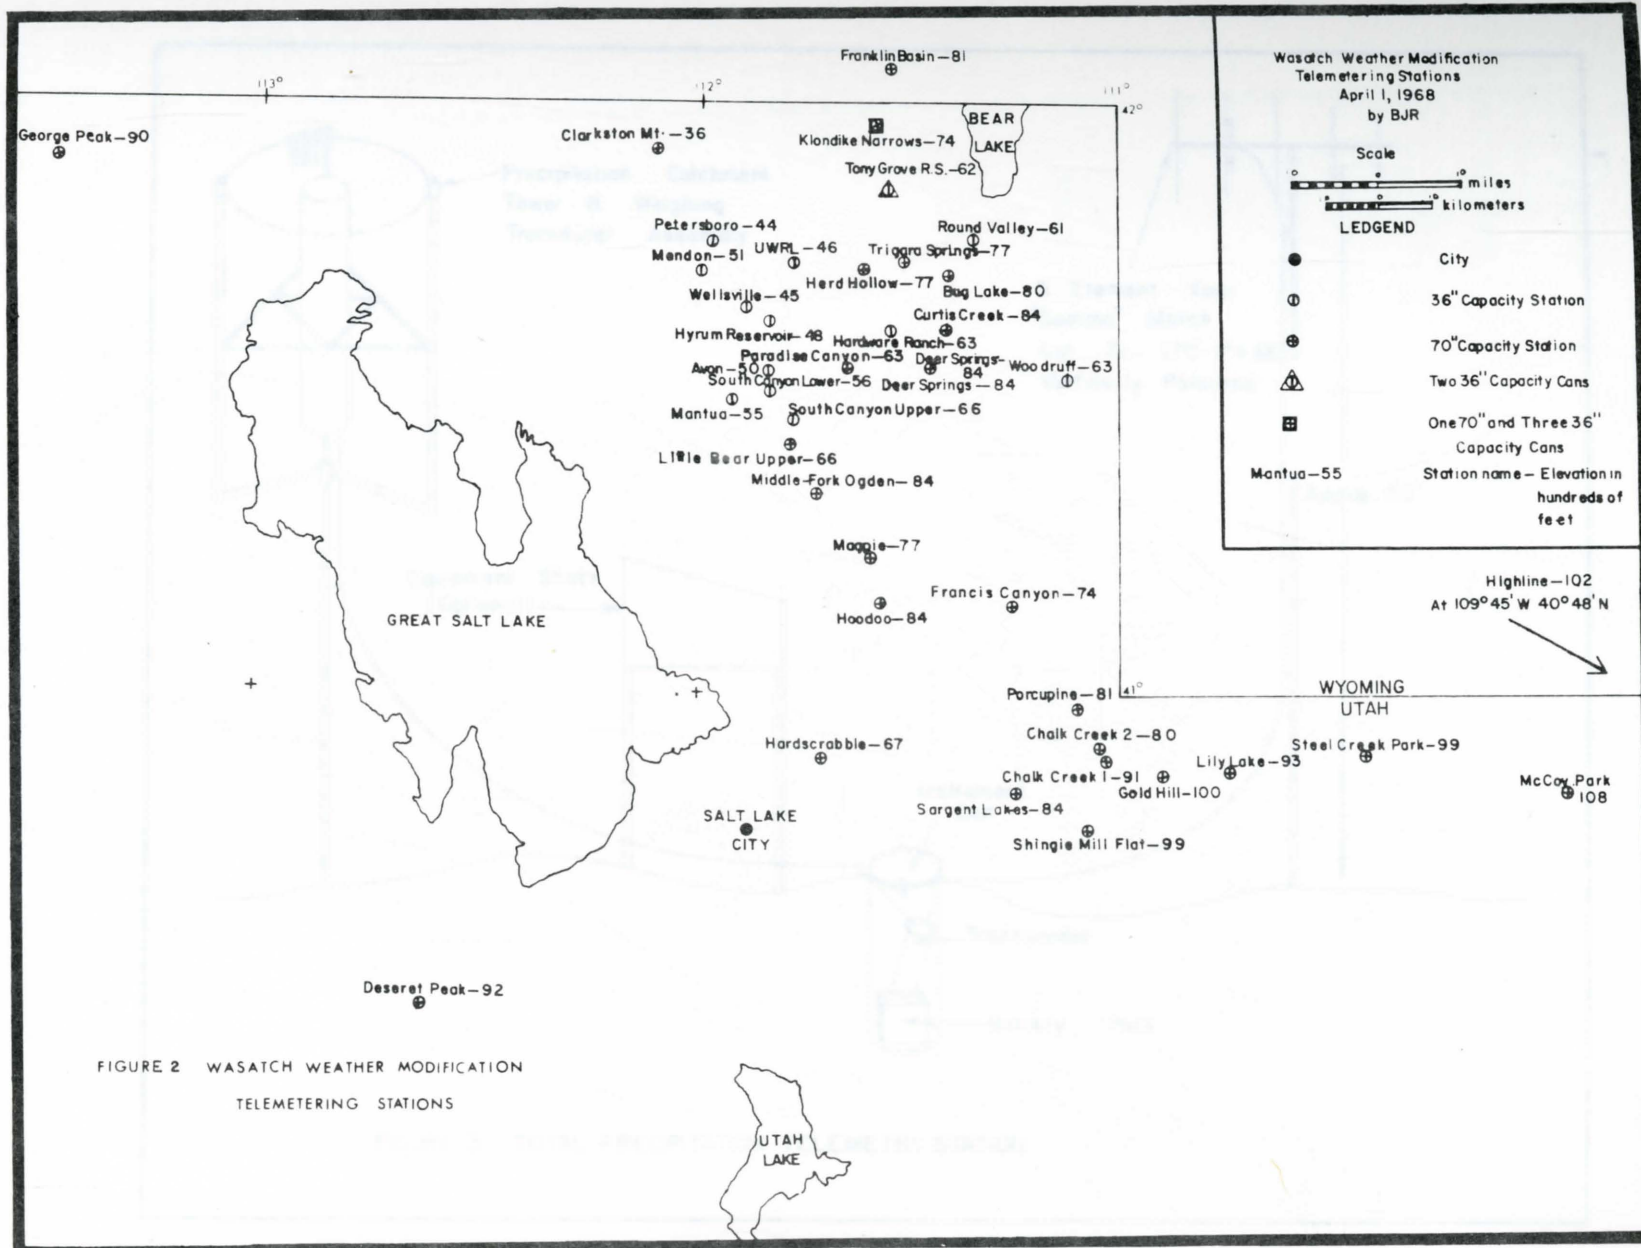 Franklin Basin—81
113°
112°
111°
42°
George Peak—90
Clarkston Mt.—36
BEAR
LAKE
Klondike Narrows—74
Tony Grove R.S.—62
Petersboro—44
Round Valley—61
UWRL—46
Mendon—51
Trigaro Springs—77
Herd Hollow—77
Bug Lake—80
Wellsville—45
Curtis Creek—84
Hyrum Reservoir—48
Hardware Ranch—63
Paradise Canyon—63
Deer Springs—
84
Woodruff—63
Avon—50
South Canyon Lower—56
Deer Springs—84
Mantua—55
South Canyon Upper—66
Little Bear Upper—66
Middle-Fork Ogden—84
Magpie—77
Francis Canyon—74
Hoodoo—84
GREAT SALT LAKE
Porcupine—81
41°
WYOMING
UTAH
Chalk Creek 2—80
Hardscrabble—67
Steel Creek Park—99
Lily Lake—93
Chalk Creek 1—91
Gold Hill—100
McCoy Park
108
Sargent Lakes—84
SALT LAKE
CITY
Shingie Mill Flat—99
Deseret Peak—92
UTAH
LAKE
Wasatch Weather Modification
Telemetering Stations
April 1, 1968
by BJR
Scale
miles
kilometers
LEDGEND
City
36" Capacity Station
70" Capacity Station
Two 36" Capacity Cans
One 70" and Three 36"
Capacity Cans
Mantua—55 Station name — Elevation in
hundreds of
feet
Highline—102
At 109°45' W 40°48' N
FIGURE 2 WASATCH WEATHER MODIFICATION
TELEMETERING STATIONS